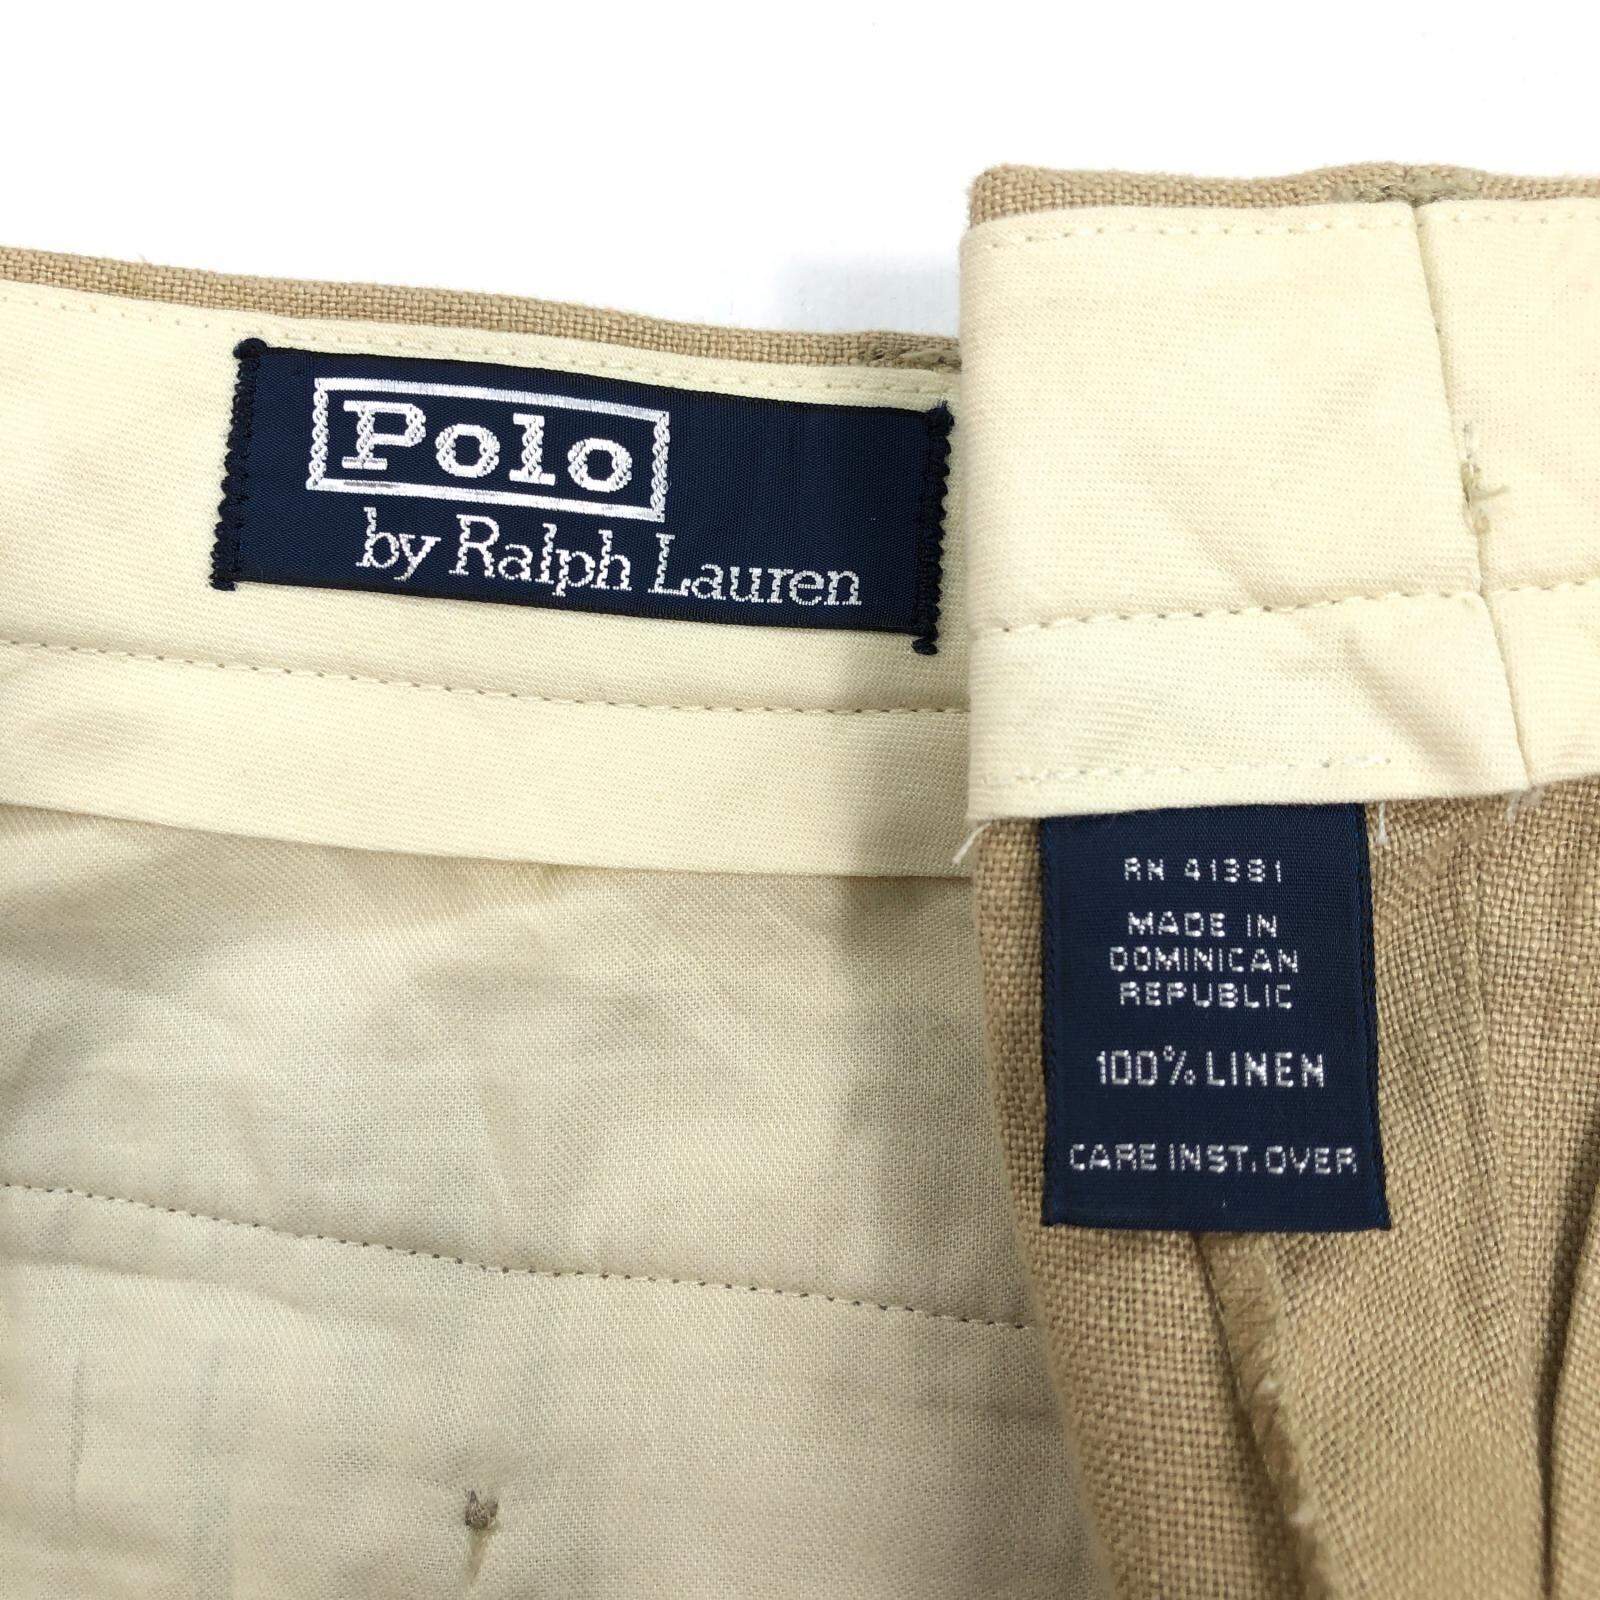 Polo
by Ralph Lauren
RN 41381
MADE IN
DOMINICAN
REPUBLIC
100% LINEN
CARE INST. OVER